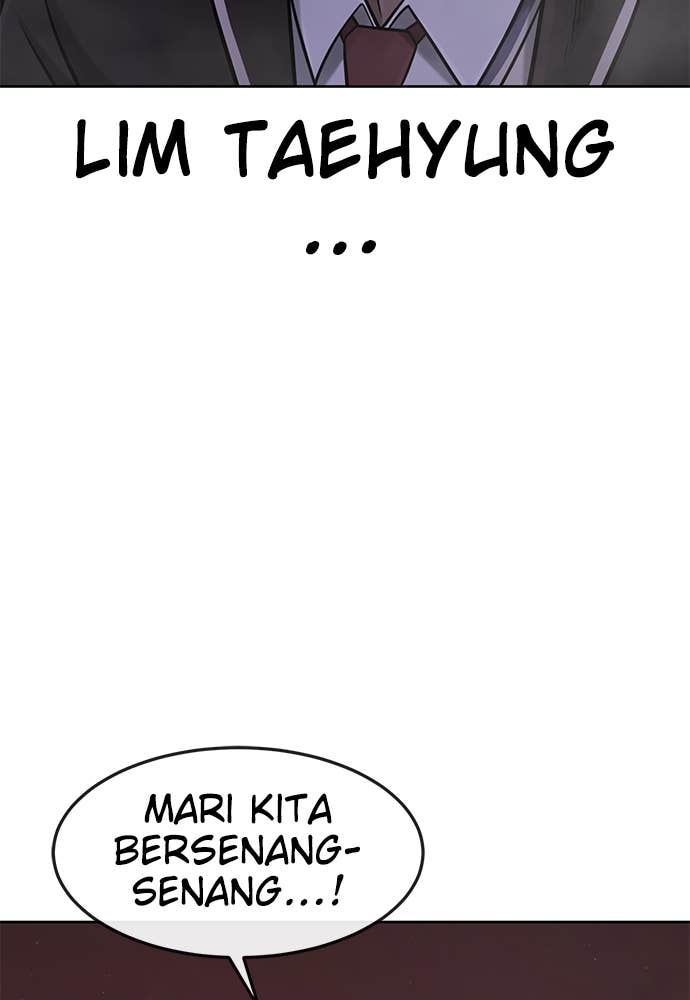 LIM TAEHYUNG
...
MARI KITA
BERSENANG-
SENANG...!